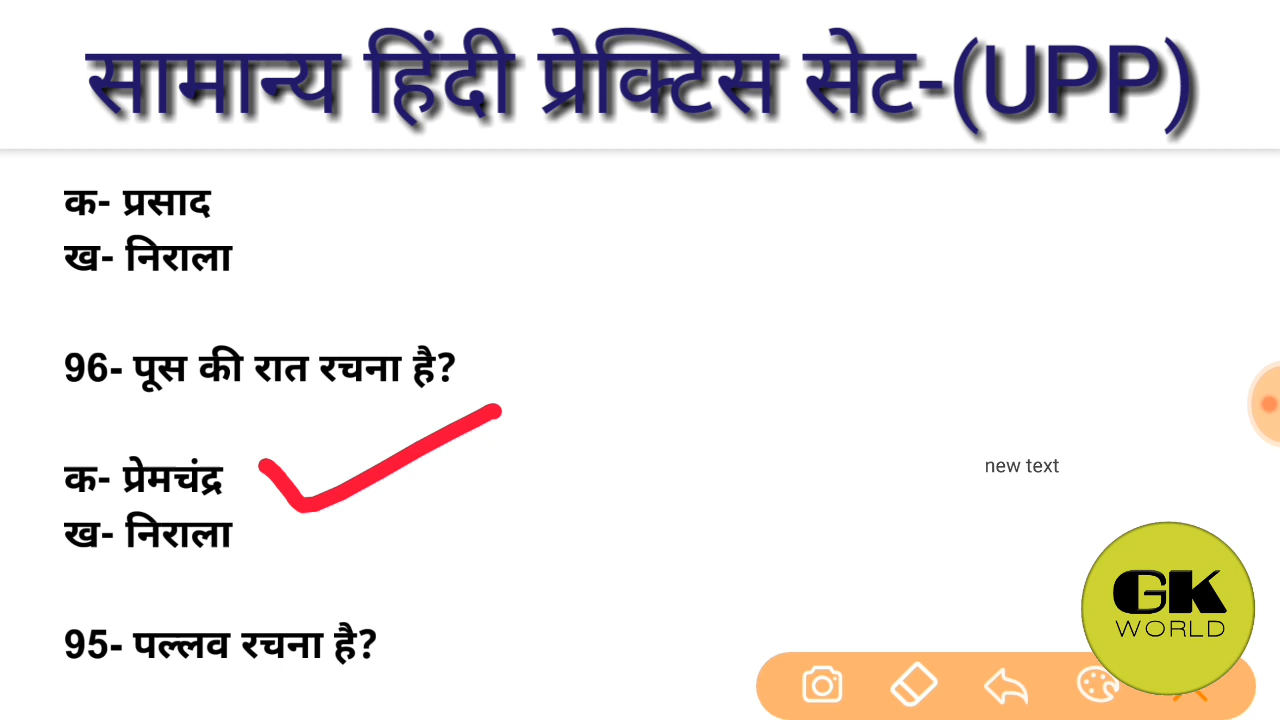 सामान्य हिंदी प्रेक्टिस सेट-(UPP)
क- प्रसाद
ख- निराला
96- पूस की रात रचना है?
क- प्रेमचंद्र
ख- निराला
95- पल्लव रचना है?
new text
GK
WORLD